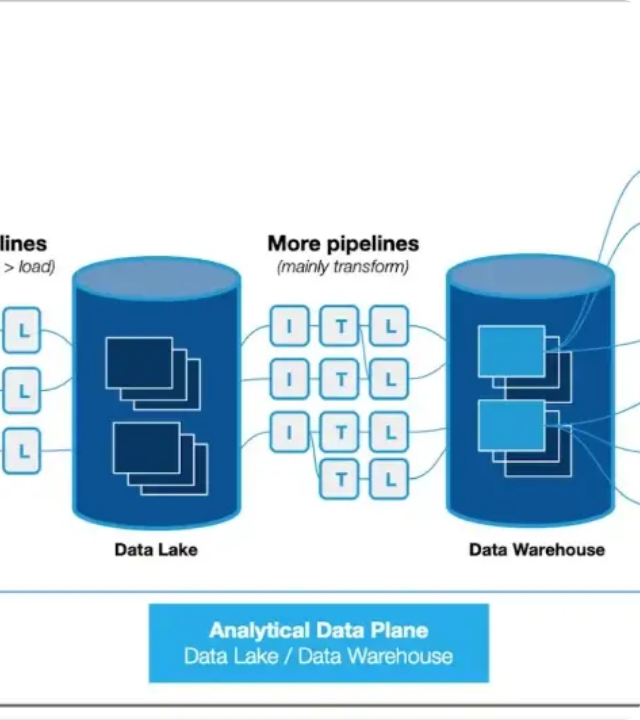 lines
> load)
L
L
L
Data Lake
More pipelines
(mainly transform)
I T L
I T L
I T L
T L
Data Warehouse
Analytical Data Plane
Data Lake / Data Warehouse